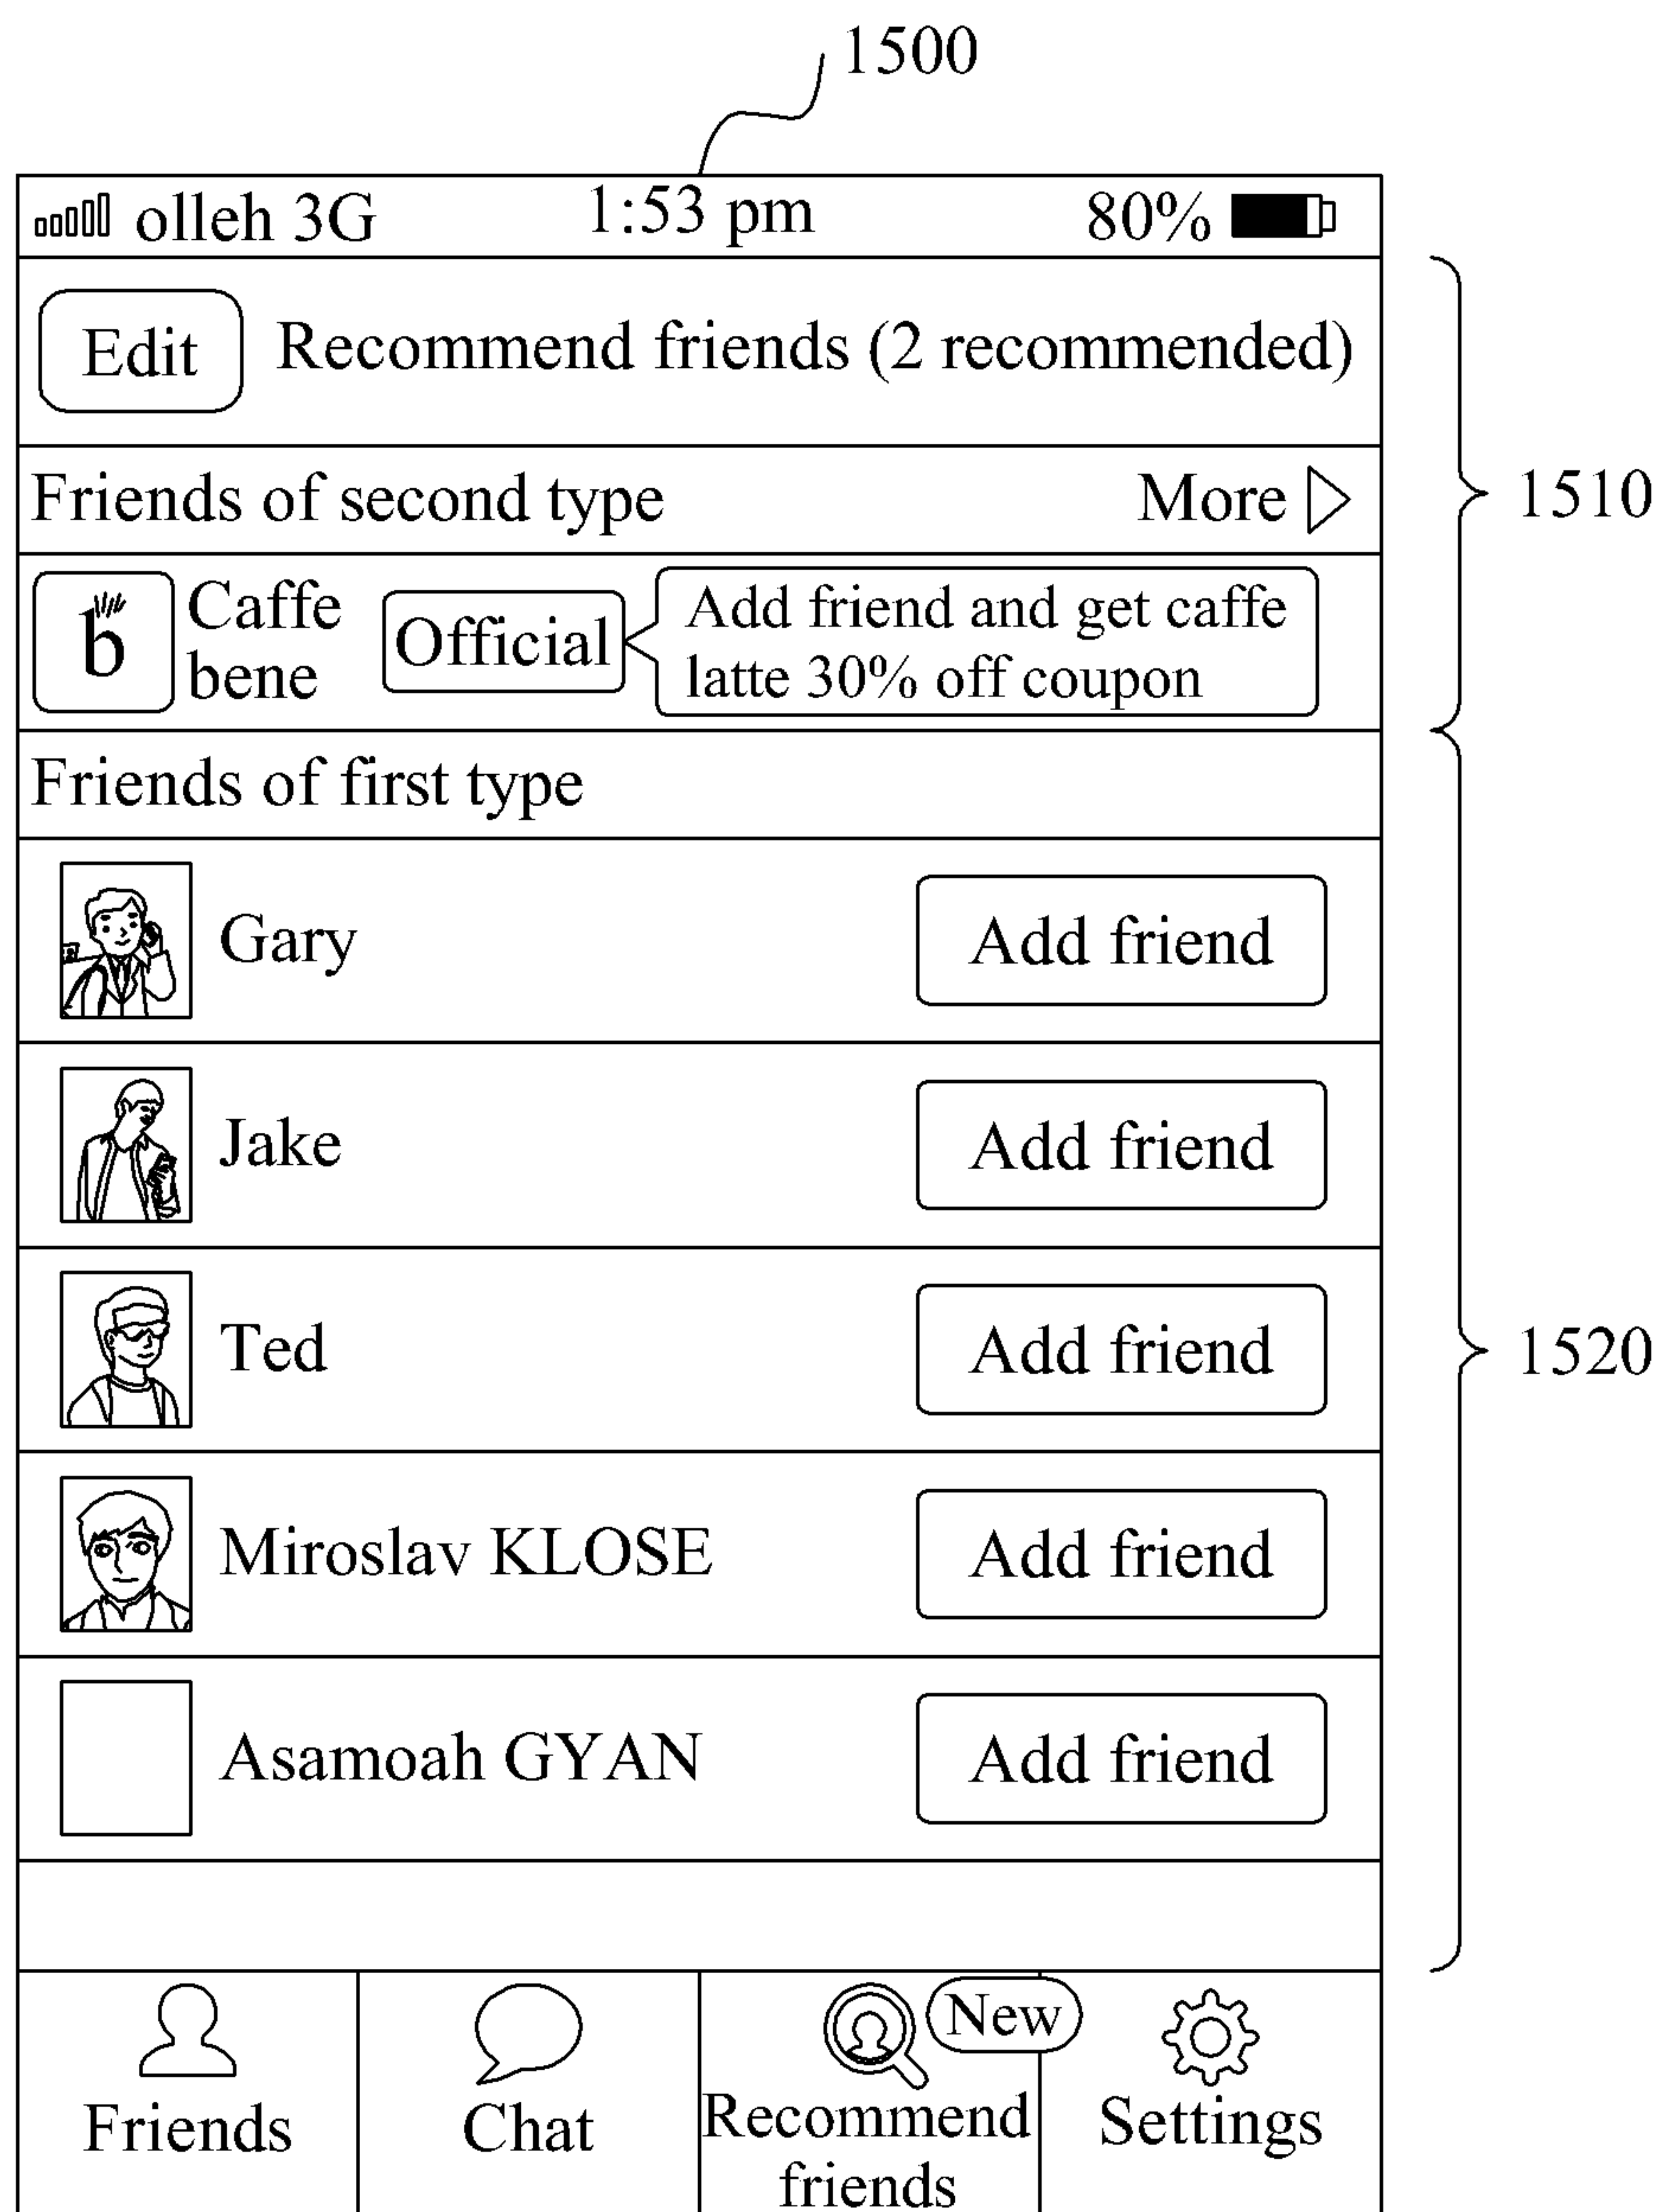 1500
olleh 3G 1:53 pm 80%
Edit Recommend friends (2 recommended)
Friends of second type More
1510
b Caffe
bene
Official
Add friend and get caffe
latte 30% off coupon
Friends of first type
Gary Add friend
Jake Add friend
Ted Add friend
1520
Miroslav KLOSE Add friend
Asamoah GYAN Add friend
Friends
Chat
New
Recommend
friends
Settings